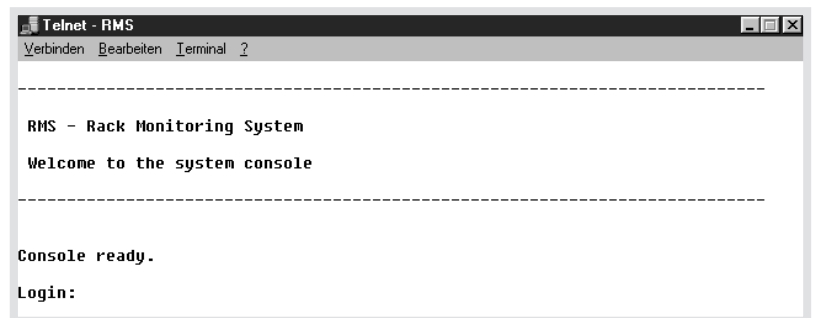 Telnet - RMS
Verbinden Bearbeiten Terminal ?
----------------------------------------------------------------------------
RMS - Rack Monitoring System
Welcome to the system console
----------------------------------------------------------------------------
Console ready.
Login: